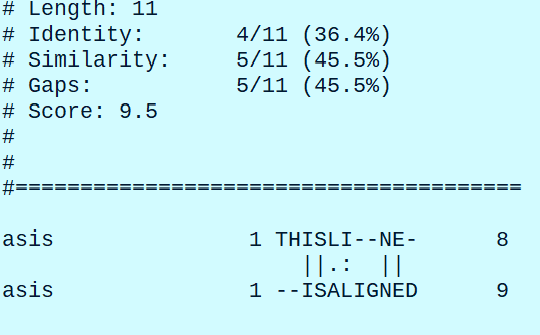 # Length: 11
# Identity:       4/11 (36.4%)
# Similarity:     5/11 (45.5%)
# Gaps:           5/11 (45.5%)
# Score: 9.5
#
#
#=======================================
asis               1 THISLI--NE-      8
                       ||.:  ||
asis               1 --ISALIGNED      9